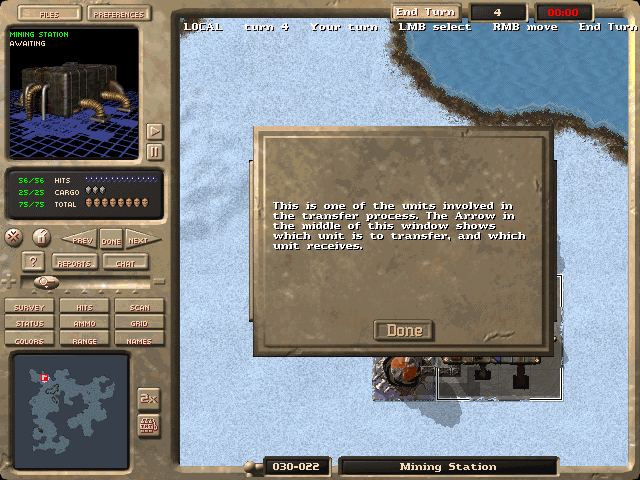 FILES
PREFERENCES
End Turn
4
00:00
LOCAL turn 4 Your turn LMB select RMB move End Turn
MINING STATION
AWAITING
56/56 HITS
25/25 CARGO
75/75 TOTAL
PREV
DONE
NEXT
?
REPORTS
CHAT
SURVEY
HITS
SCAN
STATUS
AMMO
GRID
COLORS
RANGE
NAMES
2x
This is one of the units involved in
the transfer process. The Arrow in
the middle of this window shows
which unit is to transfer, and which
unit receives.
Done
030-022
Mining Station